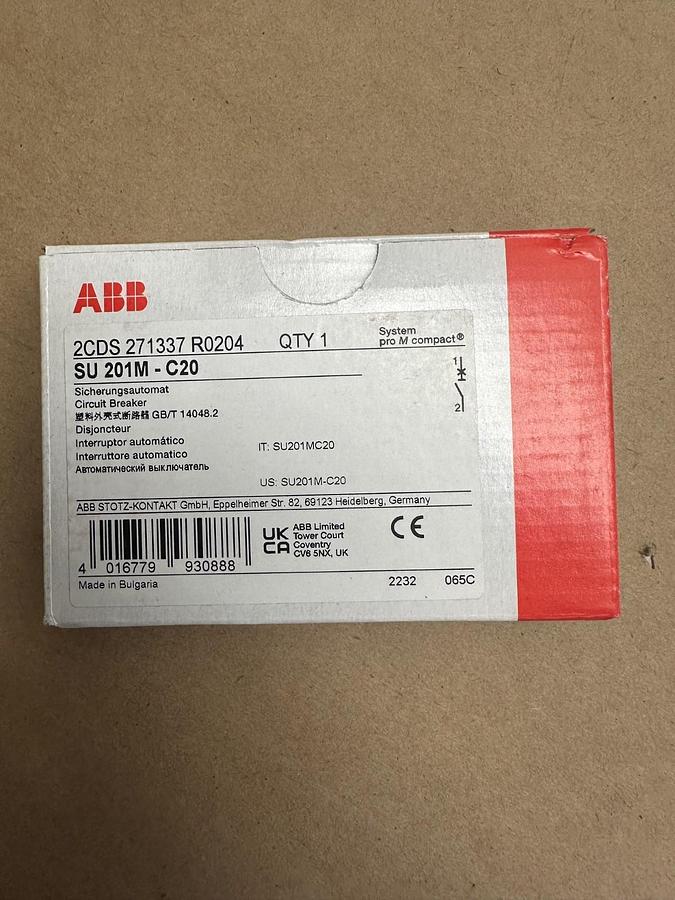 ABB
2CDS 271337 R0204 QTY 1
System
pro M compact®
SU 201M - C20
Sicherungsautomat
Circuit Breaker
塑料外壳式断路器 GB/T 14048.2
Disjoncteur
Interruptor automático
Interruttore automatico
Автоматический выключатель
IT: SU201MC20
US: SU201M-C20
1
2
ABB STOTZ-KONTAKT GmbH, Eppelheimer Str. 82, 69123 Heidelberg, Germany
4 016779 930888
UK
CA
ABB Limited
Tower Court
Coventry
CV6 5NX, UK
CE
Made in Bulgaria
2232 065C